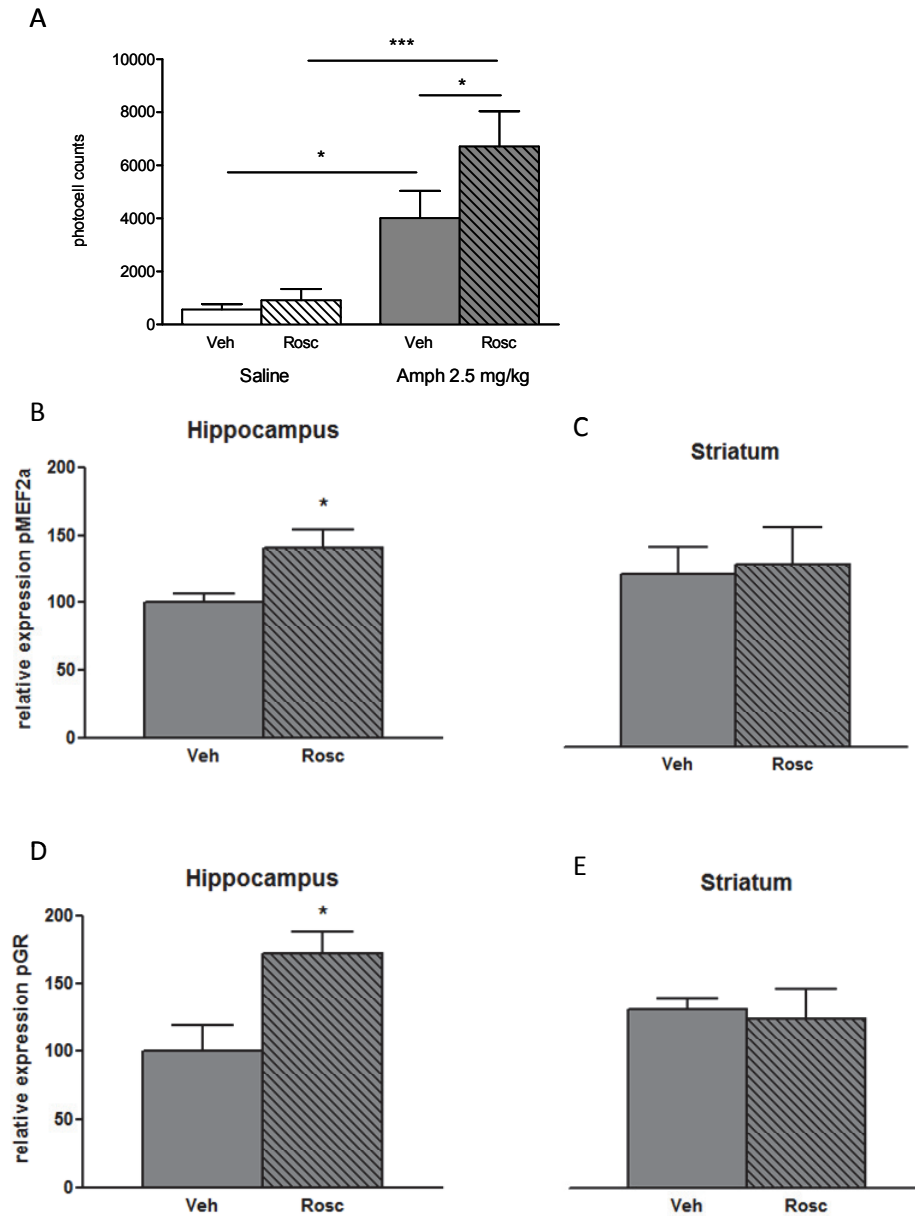 A
***
*
*
10000
8000
6000
4000
2000
0
photocell counts
Veh Rosc Veh Rosc
Saline Amph 2.5 mg/kg
B
Hippocampus
*
200
150
100
50
0
relative expression pMEF2a
Veh Rosc
C
Striatum
Veh Rosc
D
Hippocampus
*
200
150
100
50
0
relative expression pGR
Veh Rosc
E
Striatum
Veh Rosc